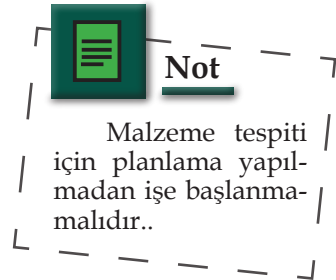 Not
Malzeme tespiti
için planlama yapıl-
madan işe başlanma-
malıdır..